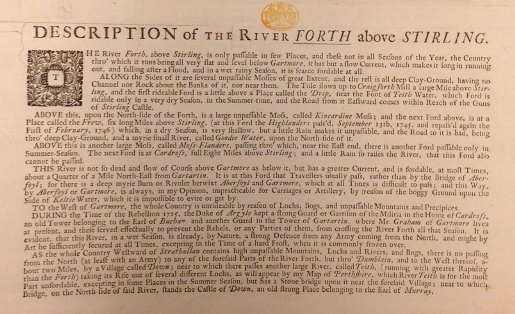 DESCRIPTION OF THE RIVER FORTH above STIRLING.
THE River Forth, above Stirling, is only passable in few Places, and these not in all Seasons of the Year, the Country
thro' which it runs being all very flat and level below Gartmore, it has but a slow Current, which makes it long in running
out, and falling after a Flood, and in a wet rainy Season, it is scarce fordable at all.
ALONG the Sides of it are several unpassable Mosses of great Extent, and the rest is all deep Clay-Ground, having no
Channel nor Rock about the Banks of it, nor near them. The Tide flows up to Craigforth Mill a large Mile above Stir-
ling, and the first rideable Ford is a little above a Place called the Drep, near the Foot of Teith Water, which Ford is
ridable only in a very dry Season, in the Summer-time, and the Road from it Eastward comes within Reach of the Guns
of Stirling Castle.
ABOVE this, upon the North-side of the Forth, is a large unpassable Moss, called Kincardine Moss; and the next Ford above, is at a
Place called the Frew, six long Miles above Stirling, (at this Ford the Highlanders pass'd, September 13th, 1745, and repass'd again the
First of February, 1746) which, in a dry Season, is very shallow, but a little Rain makes it unpassable, and the Road to it is bad, being
thro' deep Clay-Ground, and a myrie small River, called Goodie Water, upon the North-side of it.
ABOVE this is another large Moss, called Moss-Flanders, passing thro' which, near the East end, there is another Ford passable only in
Summer-Season. The next Ford is at Cardross, full Eight Miles above Stirling; and a little Rain so raises the River, that this Ford also
cannot be passed.
THIS River is not so dead and slow of Course above Gartmore as below it, but has a greater Current, and is fordable, at most Times,
about a Quarter of a Mile North-East from Gartartin. It is at this Ford that Travellers usually pass, rather than by the Bridge of Aber-
foyl; for there is a deep myrie Burn or Rivulet betwixt Aberfoyl and Gartmore, which at all Times is difficult to pass; and this Way,
by Aberfoyl or Gartmore, is always, in my Opinion, impracticable for Carriages or Artillery, by reason of the boggy Ground upon the
Side of Keltie Water, which it is impossible to evite or get by.
TO the West of Gartmore, the whole Country is unridable by reason of Lochs, Bogs, and unpassable Mountains and Precipices.
DURING the Time of the Rebellion 1715, the Duke of Argyle kept a strong Guard or Garrison of the Militia in the Home of Cardross,
an old Tower belonging to the Earl of Buchan, and another Guard in the Tower of Gartartin, where Mr. Graham of Gartmore lives
at present, and these served effectually to prevent the Rebels, or any Parties of them, from crossing the River Forth all that Season. It is
evident, that this River, in a wet Season, is already, by Nature, a strong Defence from any Army coming from the North, and might by
Art be sufficiently secured at all Times, excepting in the Time of a hard Frost, when it is commonly frozen over.
AS the whole Country Westward of Strathallan contains high unpassable Mountains, Lochs and Rivers, and Bogs, there is no passing
from the North (at least with an Army) to any of the foresaid Parts of the River Forth, but thro' Dumblain, and to the West thereof, a-
bout two Miles, by a Village called Down; near to which there passes another large River, called Teith, (running with greater Rapidity
than the Forth) taking its Rise out of several different Lochs, as will appear by my Map of Perthshire, which River Teith is for the most
Part unfordable, excepting in some Places in the Summer Season, but has a Stone bridge upon it near the foresaid Village; near to which
Bridge, on the North Side of said River, stands the Castle of Down, an old strong Place belonging to the Earl of Murray.